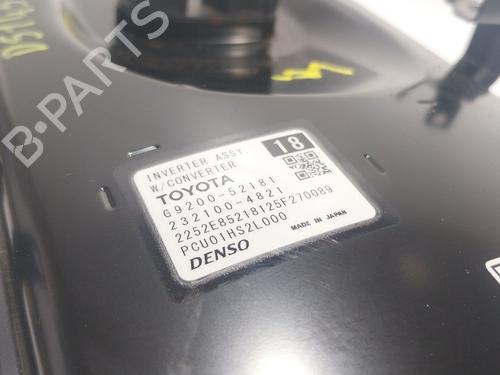 B-PARTS
18
INVERTER ASSY.
W/CONVERTER
TOYOTA
G9200-52181
232100-4821
2252E85218125F270089
PCU01HS2L000
DENSO MADE IN JAPAN